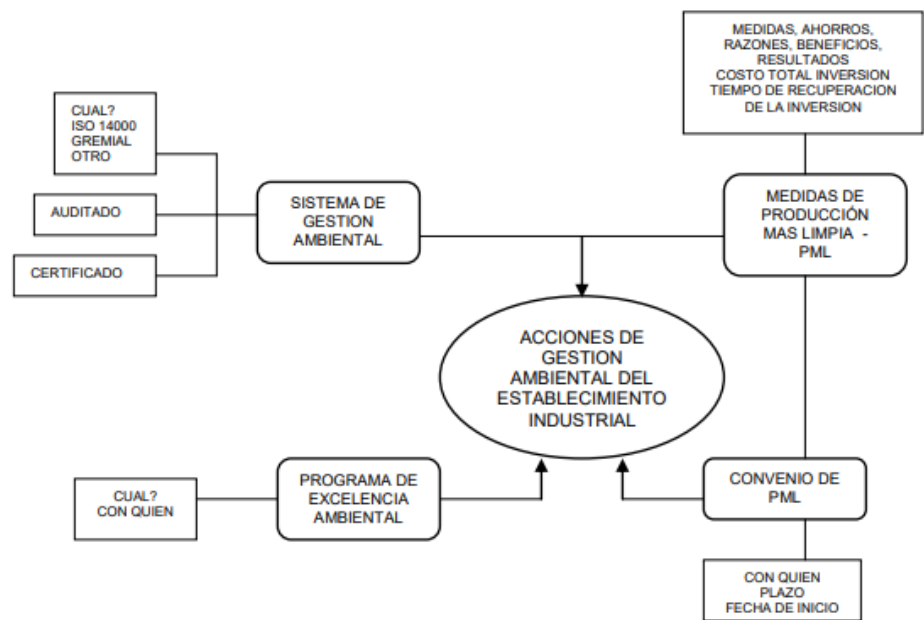 MEDIDAS, AHORROS,
RAZONES, BENEFICIOS,
RESULTADOS
COSTO TOTAL INVERSION
TIEMPO DE RECUPERACION
DE LA INVERSION
CUAL?
ISO 14000
GREMIAL
OTRO
AUDITADO
CERTIFICADO
SISTEMA DE
GESTION
AMBIENTAL
MEDIDAS DE
PRODUCCIÓN
MAS LIMPIA -
PML
ACCIONES DE
GESTION
AMBIENTAL DEL
ESTABLECIMIENTO
INDUSTRIAL
CUAL?
CON QUIEN
PROGRAMA DE
EXCELENCIA
AMBIENTAL
CONVENIO DE
PML
CON QUIEN
PLAZO
FECHA DE INICIO